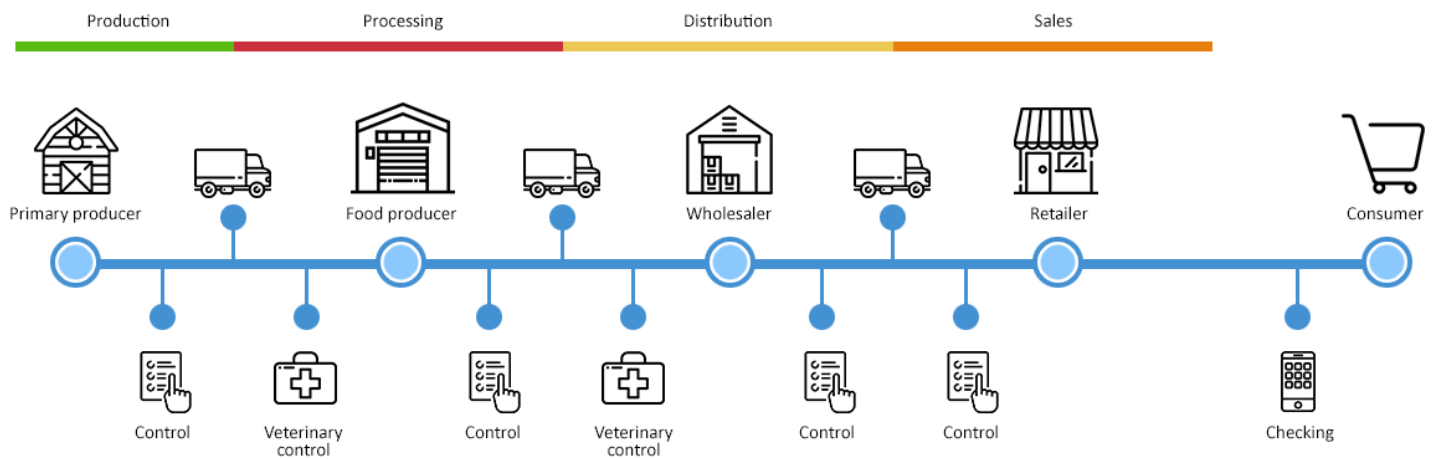 Production
Processing
Distribution
Sales
Primary producer
Food producer
Wholesaler
Retailer
Consumer
Control
Veterinary
control
Control
Veterinary
control
Control
Control
Checking